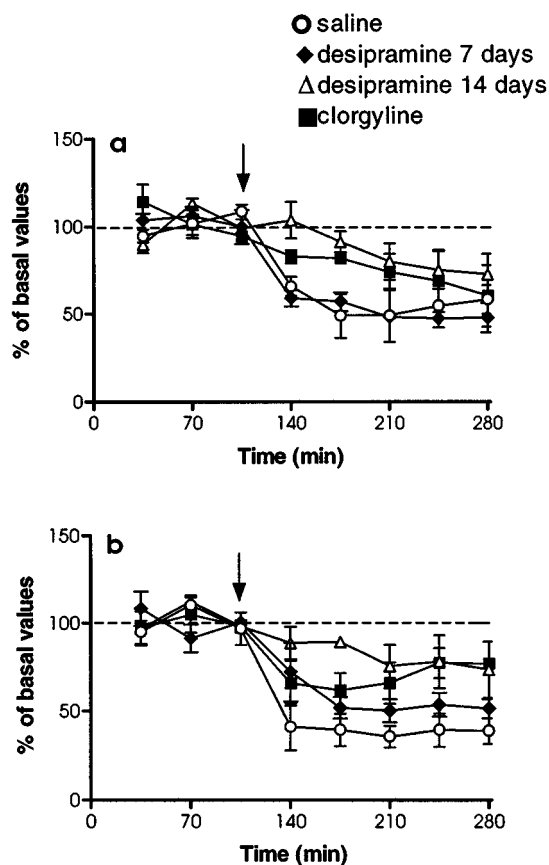 saline
desipramine 7 days
desipramine 14 days
clorgyline
a
150
100
50
0
% of basal values
0 70 140 210 280
Time (min)
b
150
100
50
0
% of basal values
0 70 140 210 280
Time (min)